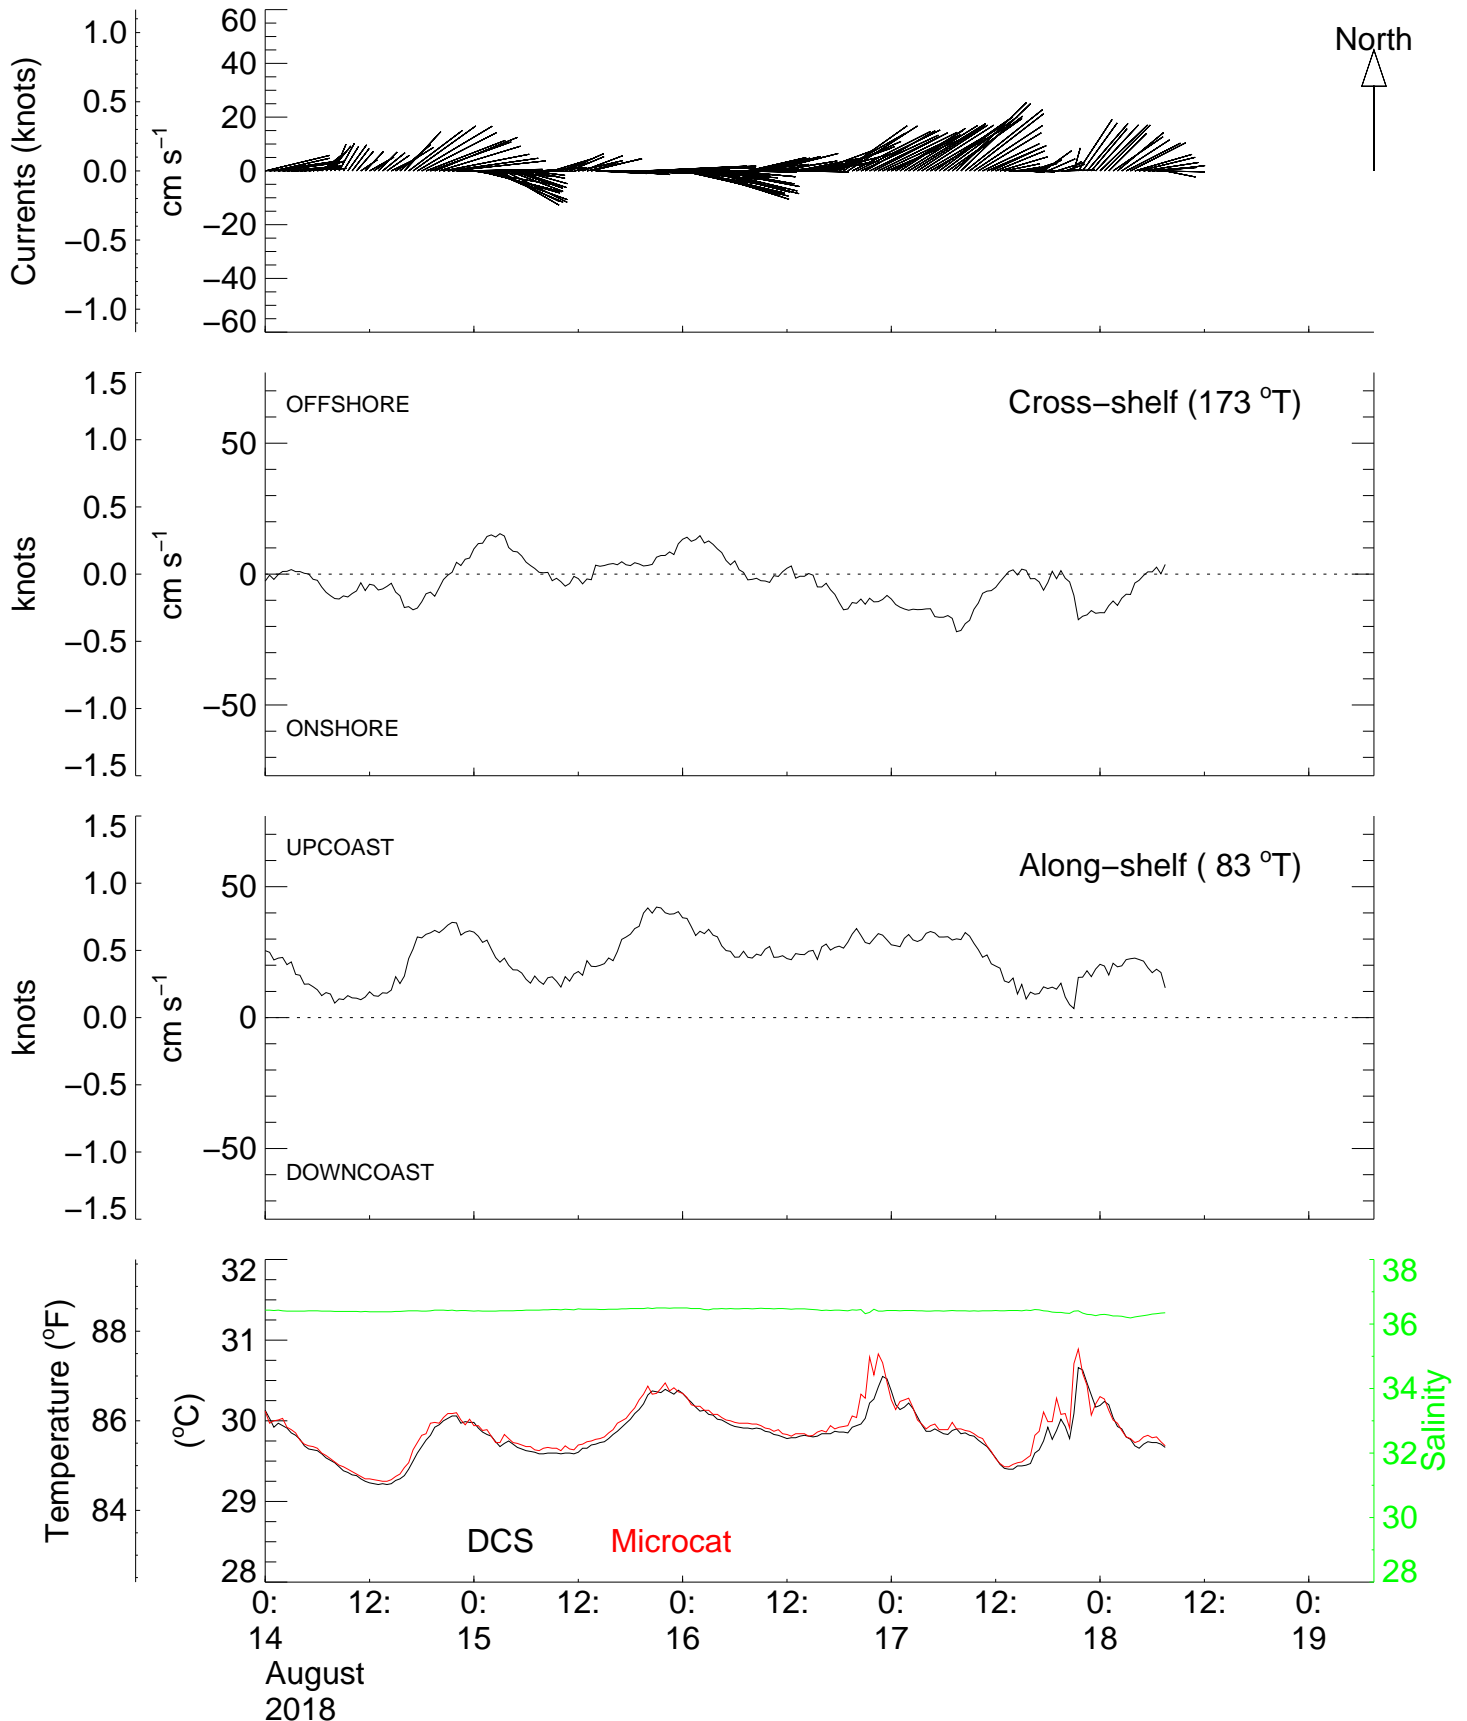 North
Currents (knots)
1.0
0.5
0.0
−0.5
−1.0
cm s−1
60
40
20
0
−20
−40
−60
knots
1.5
1.0
0.5
0.0
−0.5
−1.0
−1.5
cm s−1
50
0
−50
OFFSHORE
Cross−shelf (173 oT)
ONSHORE
knots
1.5
1.0
0.5
0.0
−0.5
−1.0
−1.5
cm s−1
50
0
−50
UPCOAST
Along−shelf ( 83 oT)
DOWNCOAST
Temperature (oF)
88
86
84
(oC)
32
31
30
29
28
DCS Microcat
38
36
34
32
30
28
Salinity
0: 12: 0: 12: 0: 12: 0: 12: 0: 12: 0:
14 15 16 17 18 19
August
2018